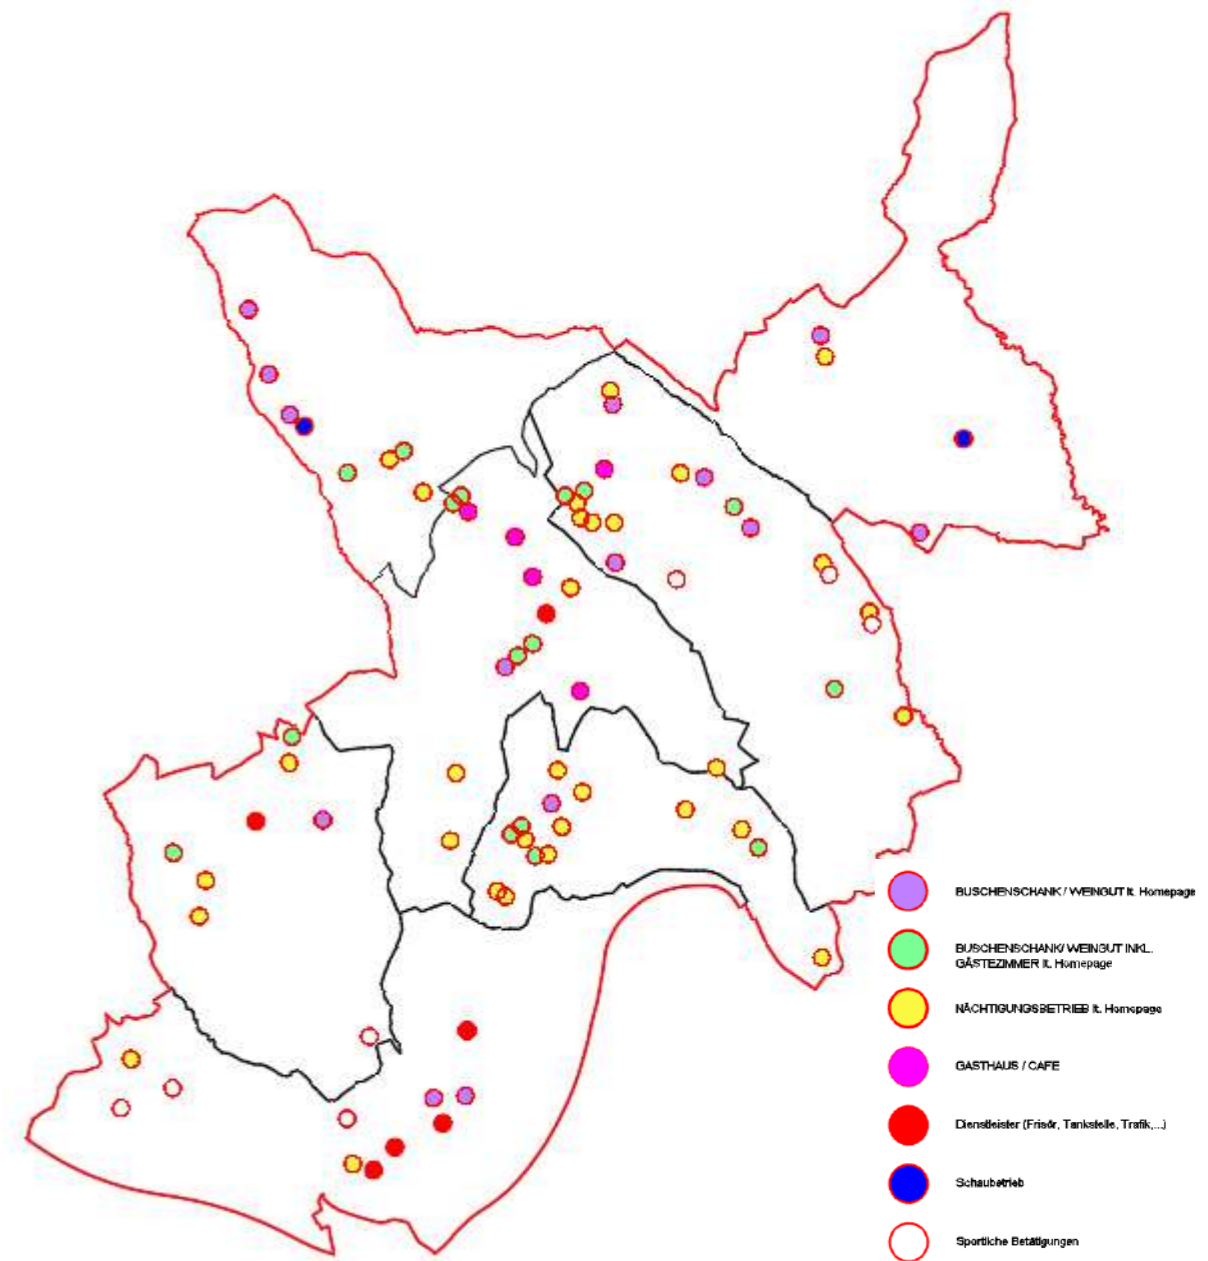 BUSCHENSCHANK / WEINGUT lt. Homepage
BUSCHENSCHANK/ WEINGUT INKL.
GÄSTEZIMMER lt. Homepage
NÄCHTIGUNGSBETRIEB lt. Homepage
GASTHAUS / CAFE
Dienstleister (Frisör, Tankstelle, Trafik,...)
Schaubetrieb
Sportliche Betätigungen